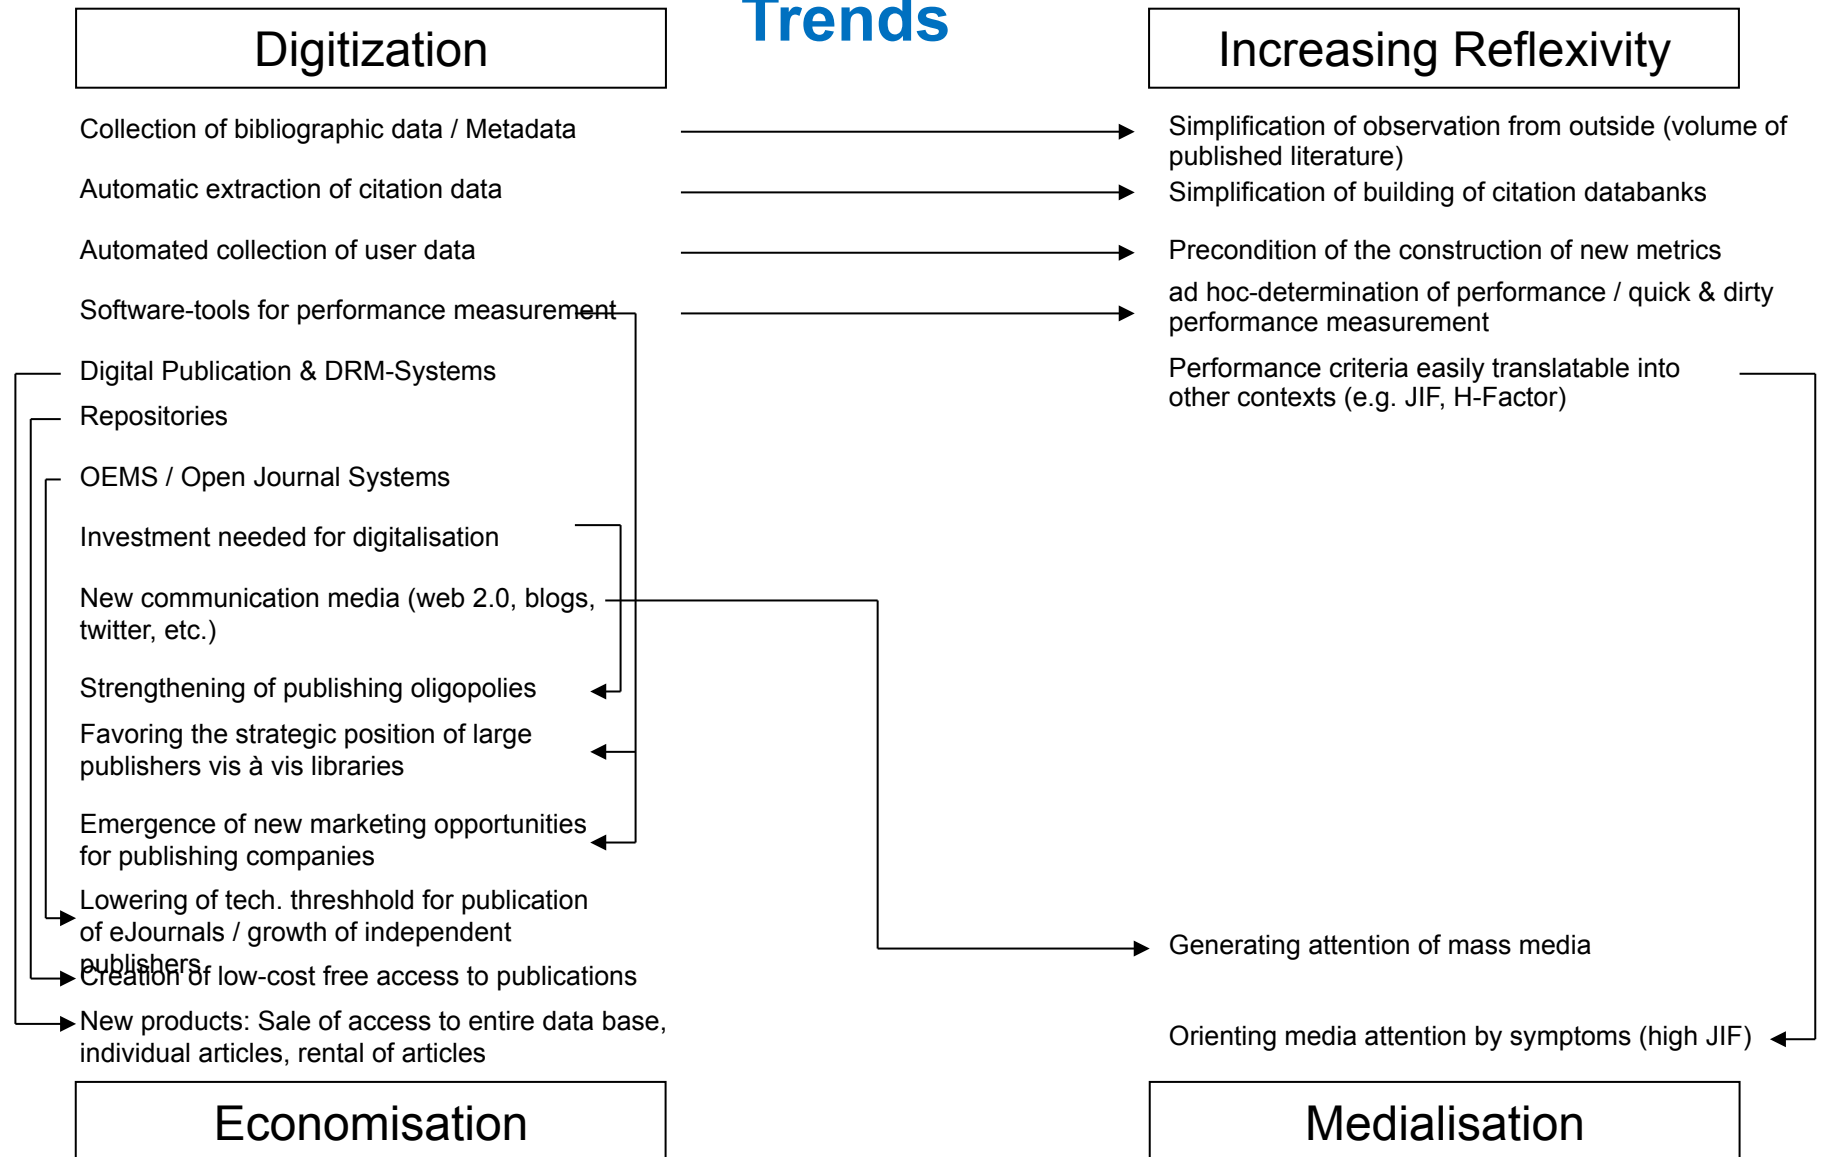 Trends
Digitization
Increasing Reflexivity
Collection of bibliographic data / Metadata
Simplification of observation from outside (volume of
published literature)
Automatic extraction of citation data
Simplification of building of citation databanks
Automated collection of user data
Precondition of the construction of new metrics
Software-tools for performance measurement
ad hoc-determination of performance / quick & dirty
performance measurement
Digital Publication & DRM-Systems
Performance criteria easily translatable into
other contexts (e.g. JIF, H-Factor)
Repositories
OEMS / Open Journal Systems
Investment needed for digitalisation
New communication media (web 2.0, blogs,
twitter, etc.)
Strengthening of publishing oligopolies
Favoring the strategic position of large
publishers vis à vis libraries
Emergence of new marketing opportunities
for publishing companies
Lowering of tech. threshhold for publication
of eJournals / growth of independent
publishers
Generating attention of mass media
Creation of low-cost free access to publications
New products: Sale of access to entire data base,
individual articles, rental of articles
Orienting media attention by symptoms (high JIF)
Economisation
Medialisation